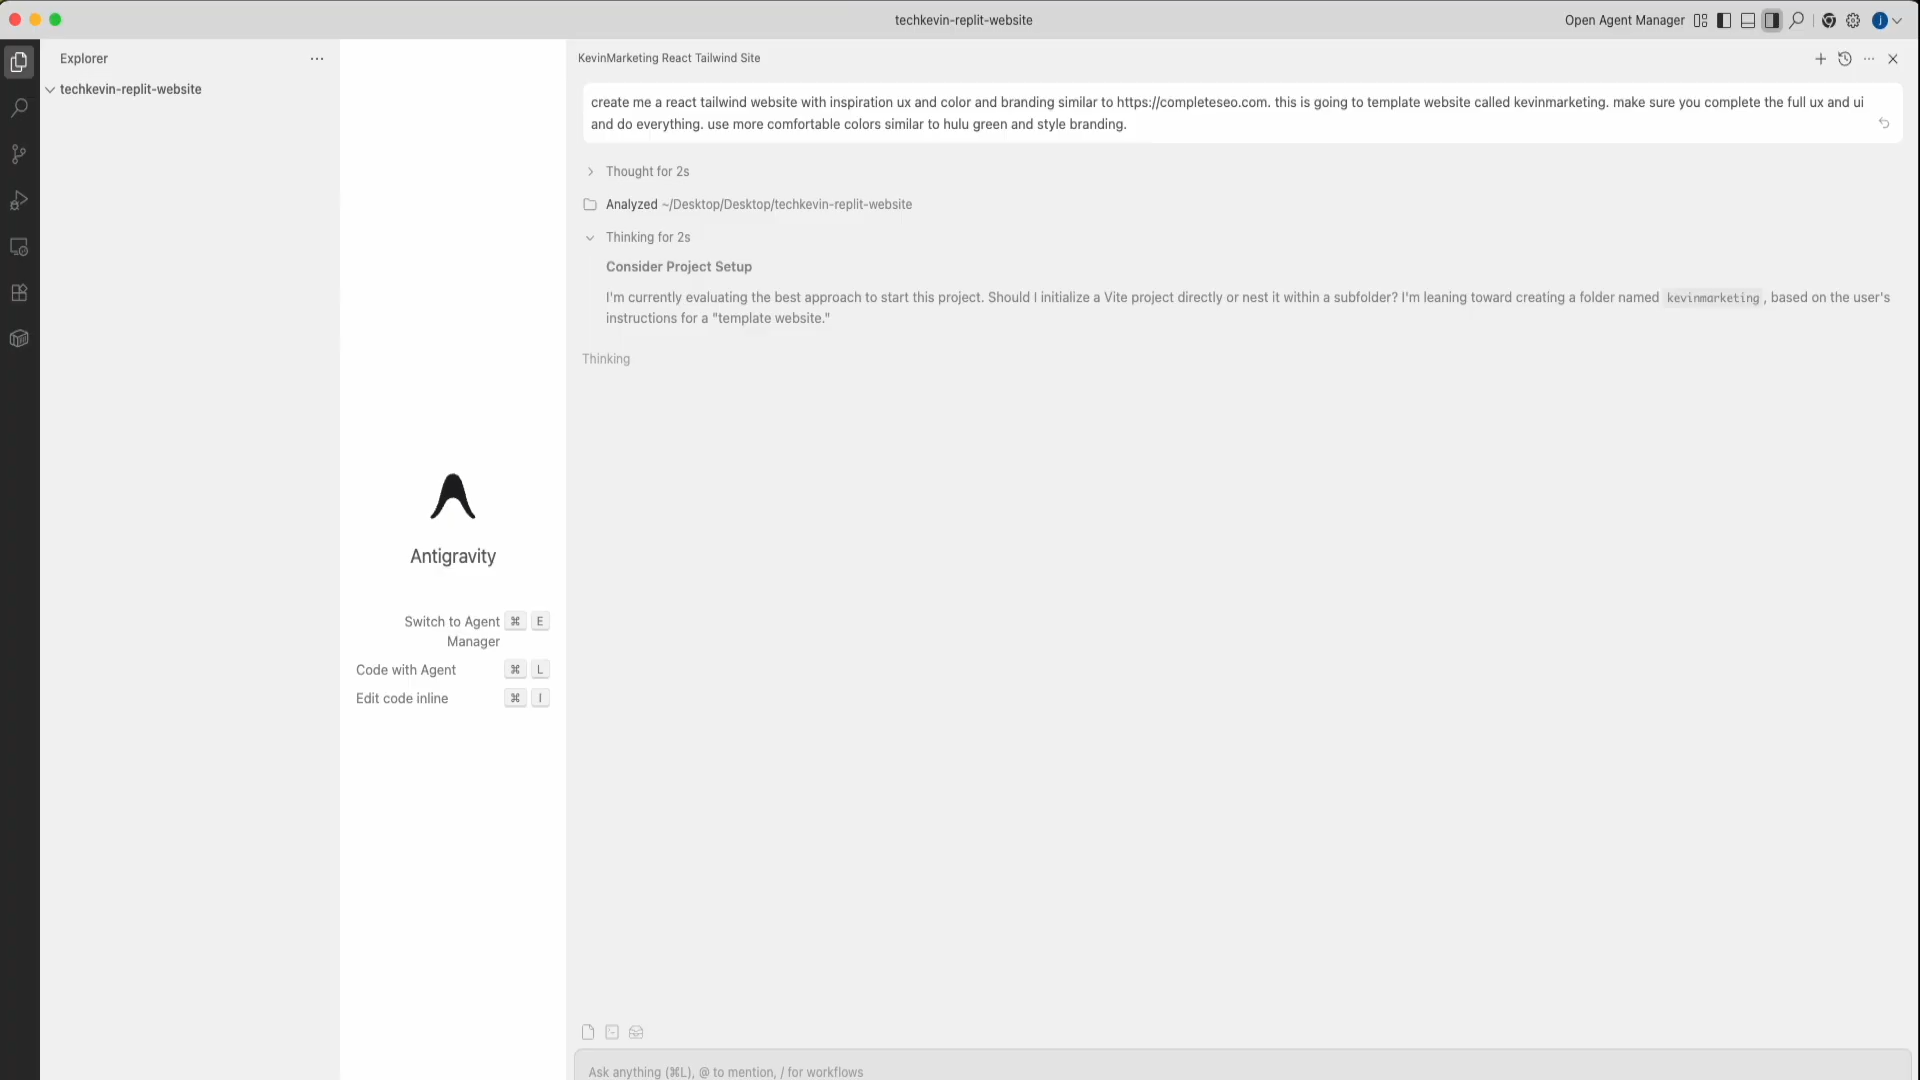 techkevin-replit-website
Open Agent Manager
J
Explorer
techkevin-replit-website
KevinMarketing React Tailwind Site
create me a react tailwind website with inspiration ux and color and branding similar to https://completeseo.com. this is going to template website called kevinmarketing. make sure you complete the full ux and ui
and do everything. use more comfortable colors similar to hulu green and style branding.
Thought for 2s
Analyzed ~/Desktop/Desktop/techkevin-replit-website
Thinking for 2s
Consider Project Setup
I'm currently evaluating the best approach to start this project. Should I initialize a Vite project directly or nest it within a subfolder? I'm leaning toward creating a folder named kevinmarketing, based on the user's
instructions for a "template website."
Thinking
Antigravity
Switch to Agent ⌘ E
Manager
Code with Agent ⌘ L
Edit code inline ⌘ I
Ask anything (⌘L), @ to mention, / for workflows